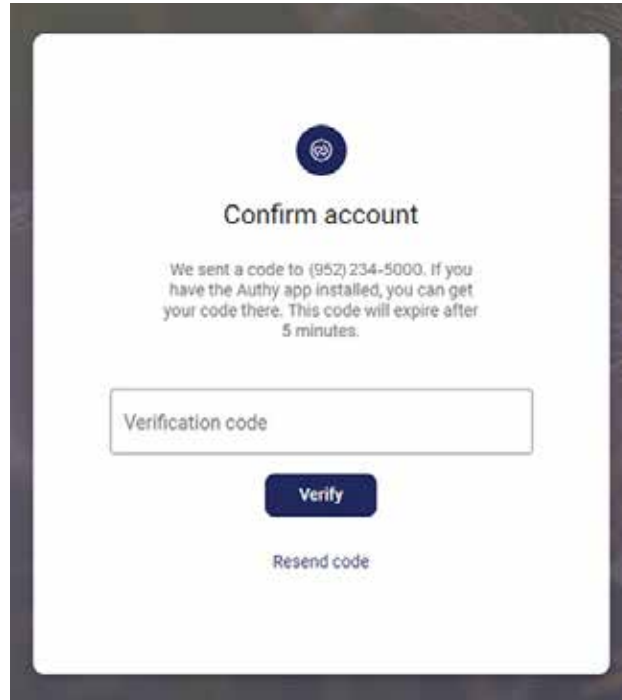 Confirm account
We sent a code to (952) 234-5000. If you
have the Authy app installed, you can get
your code there. This code will expire after
5 minutes.
Verification code
Verify
Resend code